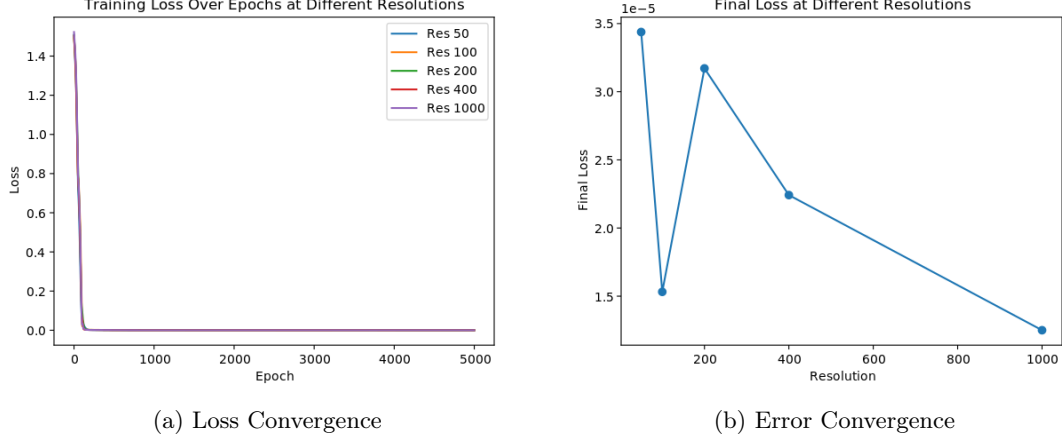 Training Loss Over Epochs at Different Resolutions
1.4
1.2
1.0
0.8
0.6
0.4
0.2
0.0
Loss
0 1000 2000 3000 4000 5000
Epoch
Res 50
Res 100
Res 200
Res 400
Res 1000
(a) Loss Convergence
Final Loss at Different Resolutions
1e−5
3.5
3.0
2.5
2.0
1.5
Final Loss
200 400 600 800 1000
Resolution
(b) Error Convergence